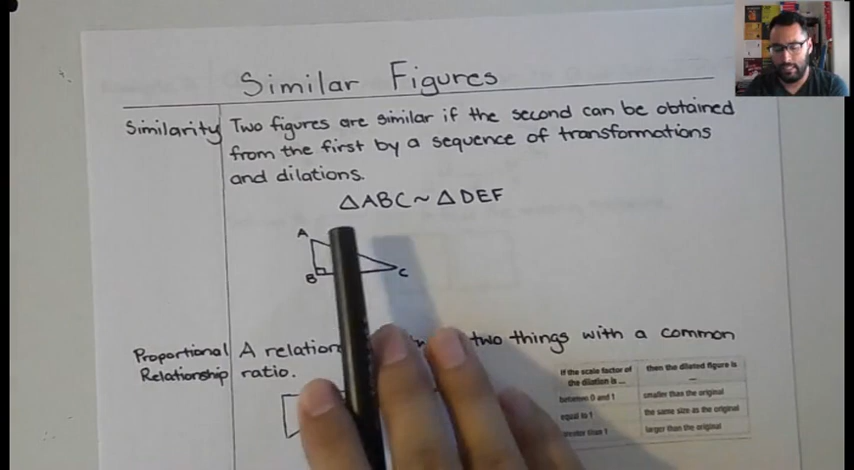 Similar Figures
Similarity
Two figures are similar if the second can be obtained
from the first by a sequence of transformations
and dilations.
△ABC ~ △DEF
A
B
C
Proportional
Relationship
A relation two things with a common
ratio.
If the scale factor of
the dilation is ...
then the dilated figure is
...
between 0 and 1
smaller than the original
equal to 1
the same size as the original
greater than 1
larger than the original